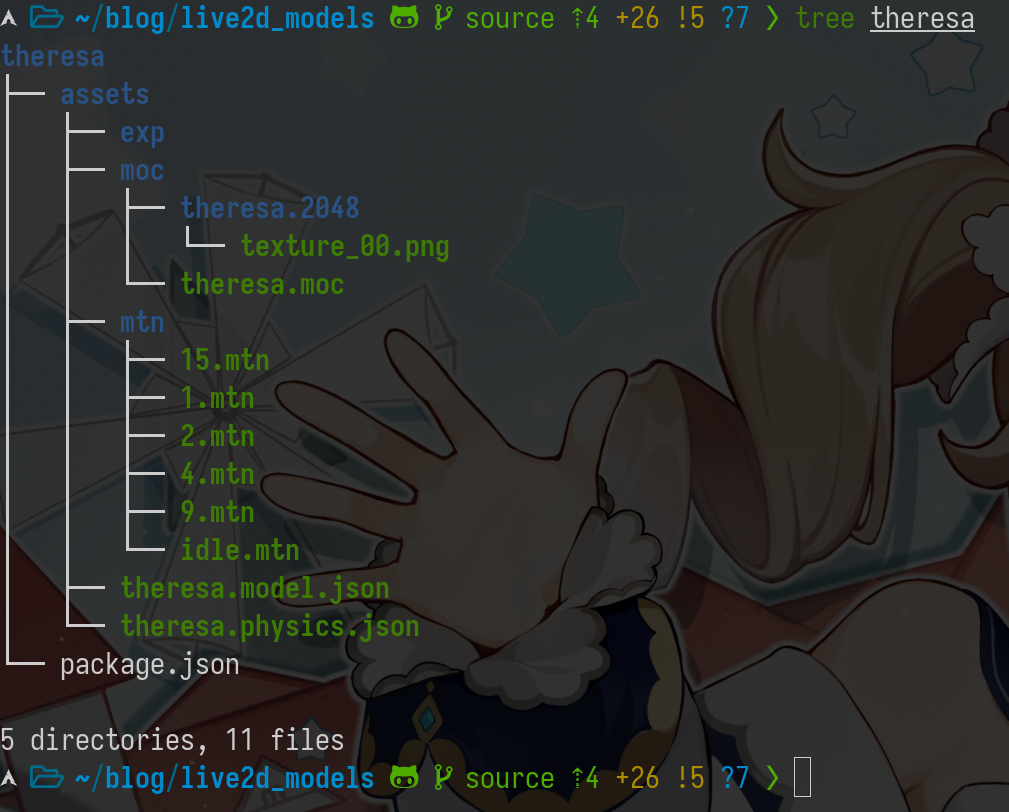 ~/blog/live2d_models source ⇡4 +26 !5 ?7 ❯ tree theresa
theresa
├── assets
│   ├── exp
│   ├── moc
│   │   ├── theresa.2048
│   │   │   └── texture_00.png
│   │   └── theresa.moc
│   ├── mtn
│   │   ├── 15.mtn
│   │   ├── 1.mtn
│   │   ├── 2.mtn
│   │   ├── 4.mtn
│   │   ├── 9.mtn
│   │   └── idle.mtn
│   ├── theresa.model.json
│   └── theresa.physics.json
└── package.json
5 directories, 11 files
~/blog/live2d_models source ⇡4 +26 !5 ?7 ❯